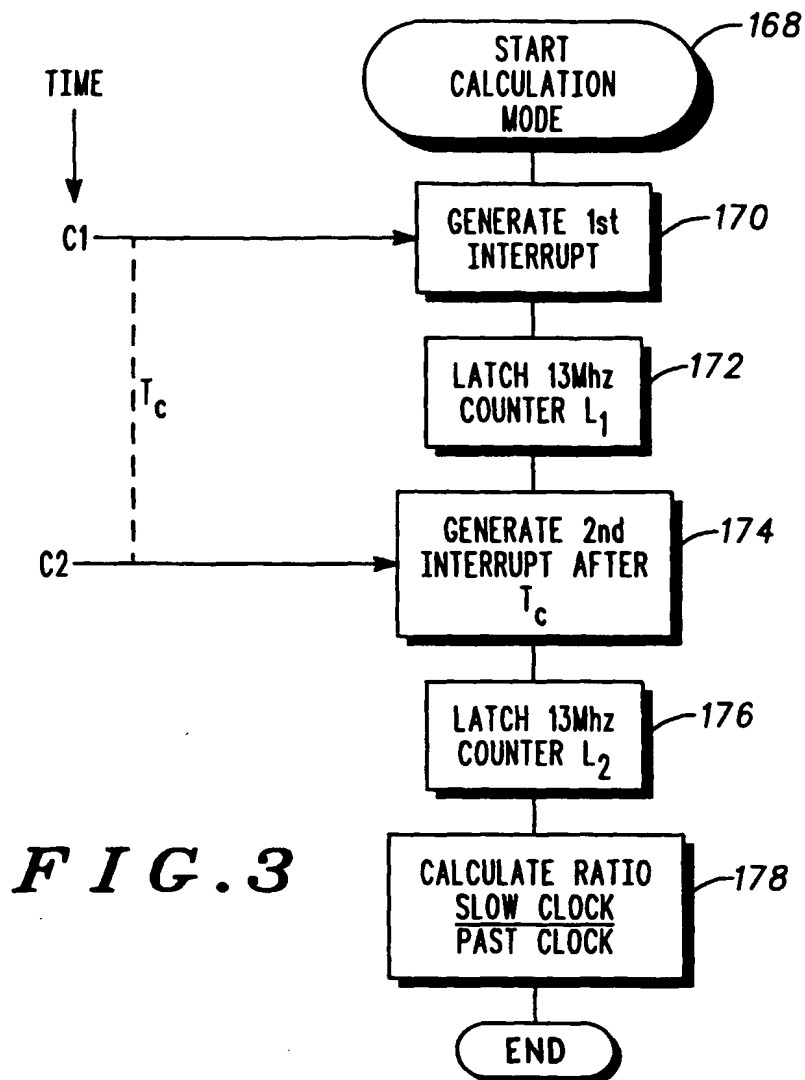 168
START
CALCULATION
MODE
TIME
C1
GENERATE 1st
INTERRUPT
170
LATCH 13Mhz
COUNTER L1
172
Tc
C2
GENERATE 2nd
INTERRUPT AFTER
Tc
174
LATCH 13Mhz
COUNTER L2
176
CALCULATE RATIO
SLOW CLOCK
PAST CLOCK
178
FIG.3
END